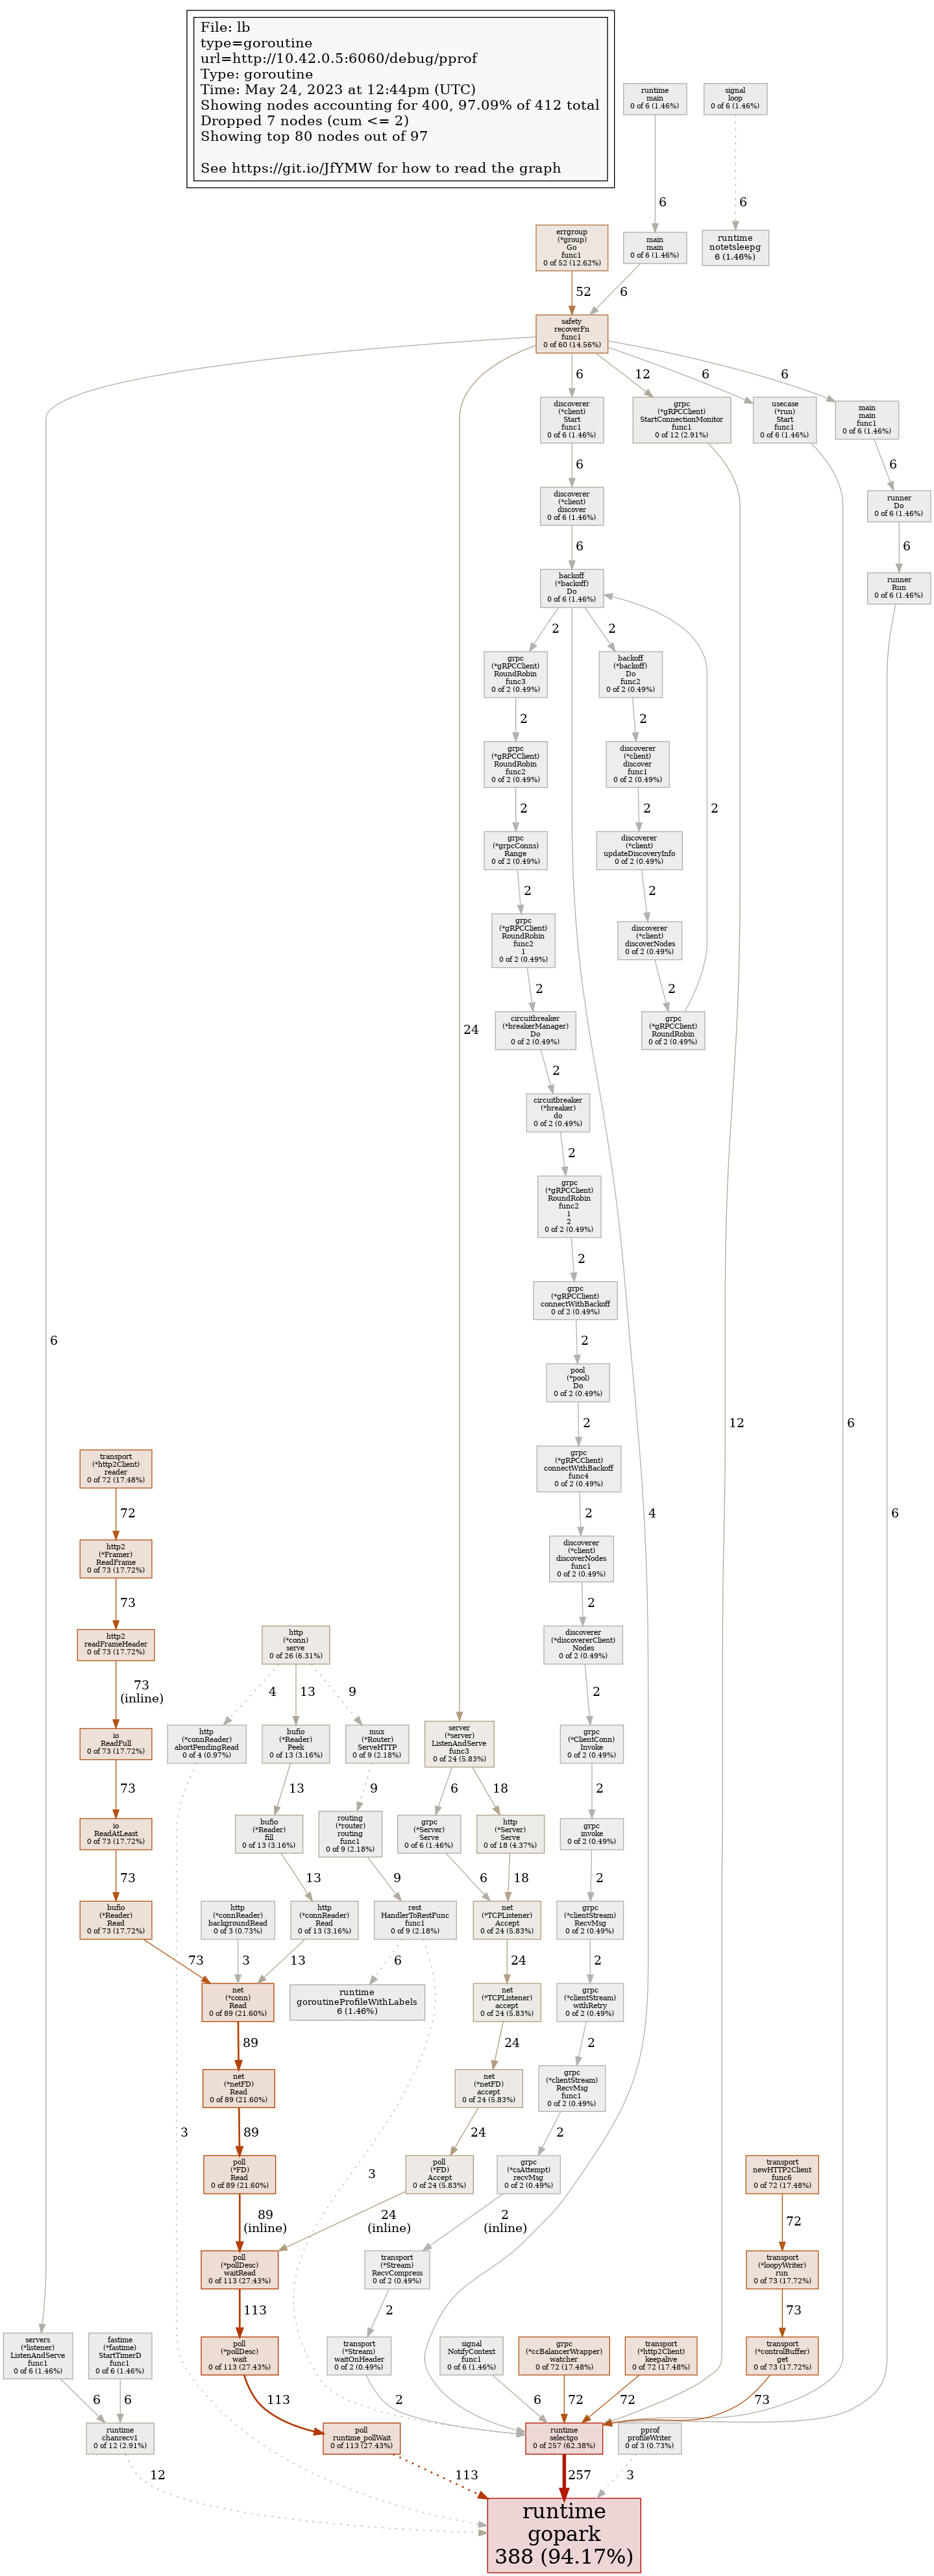 File: lb
type=goroutine
url=http://10.42.0.5:6060/debug/pprof
Type: goroutine
Time: May 24, 2023 at 12:44pm (UTC)
Showing nodes accounting for 400, 97.09% of 412 total
Dropped 7 nodes (cum <= 2)
Showing top 80 nodes out of 97
See https://git.io/JfYMW for how to read the graph
runtime
main
0 of 6 (1.46%)
signal
loop
0 of 6 (1.46%)
6
6
errgroup
(*group)
Go
func1
0 of 52 (12.62%)
main
main
0 of 6 (1.46%)
runtime
notetsleepg
6 (1.46%)
52
6
safety
recoverFn
func1
0 of 60 (14.56%)
6
12
6
6
discoverer
(*client)
Start
func1
0 of 6 (1.46%)
grpc
(*gRPCClient)
StartConnectionMonitor
func1
0 of 12 (2.91%)
usecase
(*run)
Start
func1
0 of 6 (1.46%)
main
main
func1
0 of 6 (1.46%)
6
6
discoverer
(*client)
discover
0 of 6 (1.46%)
runner
Do
0 of 6 (1.46%)
6
6
backoff
(*backoff)
Do
0 of 6 (1.46%)
runner
Run
0 of 6 (1.46%)
2
2
grpc
(*gRPCClient)
RoundRobin
func3
0 of 2 (0.49%)
backoff
(*backoff)
Do
func2
0 of 2 (0.49%)
2
2
grpc
(*gRPCClient)
RoundRobin
func2
0 of 2 (0.49%)
discoverer
(*client)
discover
func1
0 of 2 (0.49%)
2
2
2
grpc
(*grpcConns)
Range
0 of 2 (0.49%)
discoverer
(*client)
updateDiscoveryInfo
0 of 2 (0.49%)
2
2
grpc
(*gRPCClient)
RoundRobin
func2
1
0 of 2 (0.49%)
discoverer
(*client)
discoverNodes
0 of 2 (0.49%)
2
2
circuitbreaker
(*breakerManager)
Do
0 of 2 (0.49%)
grpc
(*gRPCClient)
RoundRobin
0 of 2 (0.49%)
24
2
circuitbreaker
(*breaker)
do
0 of 2 (0.49%)
2
grpc
(*gRPCClient)
RoundRobin
func2
1
2
0 of 2 (0.49%)
2
grpc
(*gRPCClient)
connectWithBackoff
0 of 2 (0.49%)
6
2
pool
(*pool)
Do
0 of 2 (0.49%)
2
12
6
grpc
(*gRPCClient)
connectWithBackoff
func4
0 of 2 (0.49%)
transport
(*http2Client)
reader
0 of 72 (17.48%)
72
2
4
6
http2
(*Framer)
ReadFrame
0 of 73 (17.72%)
discoverer
(*client)
discoverNodes
func1
0 of 2 (0.49%)
73
2
http2
readFrameHeader
0 of 73 (17.72%)
http
(*conn)
serve
0 of 26 (6.31%)
discoverer
(*discovererClient)
Nodes
0 of 2 (0.49%)
73
(inline)
4
13
9
2
io
ReadFull
0 of 73 (17.72%)
http
(*connReader)
abortPendingRead
0 of 4 (0.97%)
bufio
(*Reader)
Peek
0 of 13 (3.16%)
mux
(*Router)
ServeHTTP
0 of 9 (2.18%)
server
(*server)
ListenAndServe
func3
0 of 24 (5.83%)
grpc
(*ClientConn)
Invoke
0 of 2 (0.49%)
73
13
9
6
18
2
io
ReadAtLeast
0 of 73 (17.72%)
bufio
(*Reader)
fill
0 of 13 (3.16%)
routing
(*router)
routing
func1
0 of 9 (2.18%)
grpc
(*Server)
Serve
0 of 6 (1.46%)
http
(*Server)
Serve
0 of 18 (4.37%)
grpc
invoke
0 of 2 (0.49%)
73
13
9
6
18
2
bufio
(*Reader)
Read
0 of 73 (17.72%)
http
(*connReader)
backgroundRead
0 of 3 (0.73%)
http
(*connReader)
Read
0 of 13 (3.16%)
rest
HandlerToRestFunc
func1
0 of 9 (2.18%)
net
(*TCPListener)
Accept
0 of 24 (5.83%)
grpc
(*clientStream)
RecvMsg
0 of 2 (0.49%)
73
3
13
6
24
2
net
(*conn)
Read
0 of 89 (21.60%)
runtime
goroutineProfileWithLabels
6 (1.46%)
net
(*TCPListener)
accept
0 of 24 (5.83%)
grpc
(*clientStream)
withRetry
0 of 2 (0.49%)
89
24
2
net
(*netFD)
Read
0 of 89 (21.60%)
net
(*netFD)
accept
0 of 24 (5.83%)
grpc
(*clientStream)
RecvMsg
func1
0 of 2 (0.49%)
3
89
24
2
poll
(*FD)
Read
0 of 89 (21.60%)
3
poll
(*FD)
Accept
0 of 24 (5.83%)
grpc
(*csAttempt)
recvMsg
0 of 2 (0.49%)
transport
newHTTP2Client
func6
0 of 72 (17.48%)
89
(inline)
24
(inline)
2
(inline)
72
poll
(*pollDesc)
waitRead
0 of 113 (27.43%)
transport
(*Stream)
RecvCompress
0 of 2 (0.49%)
transport
(*loopyWriter)
run
0 of 73 (17.72%)
113
2
73
servers
(*listener)
ListenAndServe
func1
0 of 6 (1.46%)
fastime
(*fastime)
StartTimerD
func1
0 of 6 (1.46%)
poll
(*pollDesc)
wait
0 of 113 (27.43%)
transport
(*Stream)
waitOnHeader
0 of 2 (0.49%)
signal
NotifyContext
func1
0 of 6 (1.46%)
grpc
(*ccBalancerWrapper)
watcher
0 of 72 (17.48%)
transport
(*http2Client)
keepalive
0 of 72 (17.48%)
transport
(*controlBuffer)
get
0 of 73 (17.72%)
6
6
113
2
6
72
72
73
runtime
chanrecv1
0 of 12 (2.91%)
poll
runtime_pollWait
0 of 113 (27.43%)
runtime
selectgo
0 of 257 (62.38%)
pprof
profileWriter
0 of 3 (0.73%)
12
113
257
3
runtime
gopark
388 (94.17%)